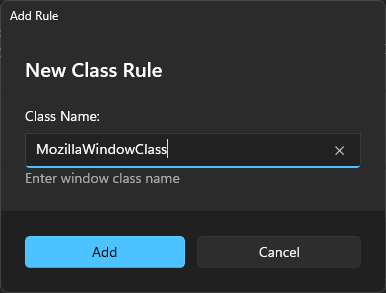 Add Rule
New Class Rule
Class Name:
MozillaWindowClass
Enter window class name
Add
Cancel